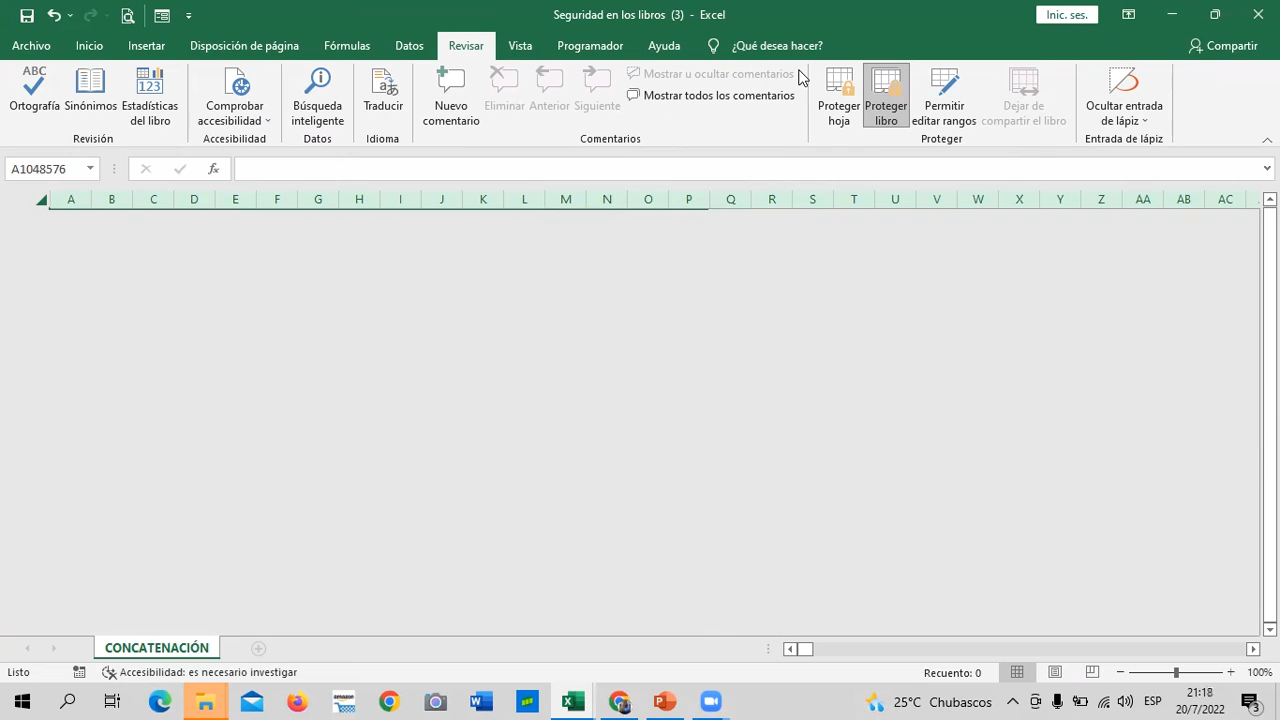 Seguridad en los libros (3) - Excel
Inic. ses.
Archivo Inicio Insertar Disposición de página Fórmulas Datos Revisar Vista Programador Ayuda ¿Qué desea hacer? Compartir
ABC
Ortografía
Sinónimos
123
Estadísticas del libro
Revisión
Comprobar accesibilidad
Accesibilidad
Búsqueda inteligente
Datos
Traducir
Idioma
Nuevo comentario
Eliminar
Anterior
Siguiente
Mostrar u ocultar comentarios
Mostrar todos los comentarios
Comentarios
Proteger hoja
Proteger libro
Permitir editar rangos
Dejar de compartir el libro
Proteger
Ocultar entrada de lápiz
Entrada de lápiz
A1048576 fx
A B C D E F G H I J K L M N O P Q R S T U V W X Y Z AA AB AC
CONCATENACIÓN
Listo Accesibilidad: es necesario investigar Recuento: 0 100%
25°C Chubascos ESP 21:18
20/7/2022 3